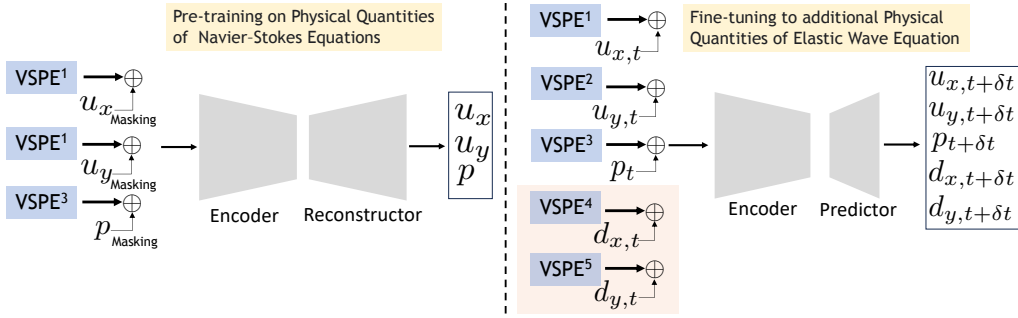 Pre-training on Physical Quantities
of Navier-Stokes Equations
VSPE¹
u_x
Masking
VSPE¹
u_y
Masking
VSPE³
p
Masking
Encoder
Reconstructor
u_x
u_y
p
Fine-tuning to additional Physical
Quantities of Elastic Wave Equation
VSPE¹
u_{x,t}
VSPE²
u_{y,t}
VSPE³
p_t
VSPE⁴
d_{x,t}
VSPE⁵
d_{y,t}
Encoder
Predictor
u_{x,t+δt}
u_{y,t+δt}
p_{t+δt}
d_{x,t+δt}
d_{y,t+δt}